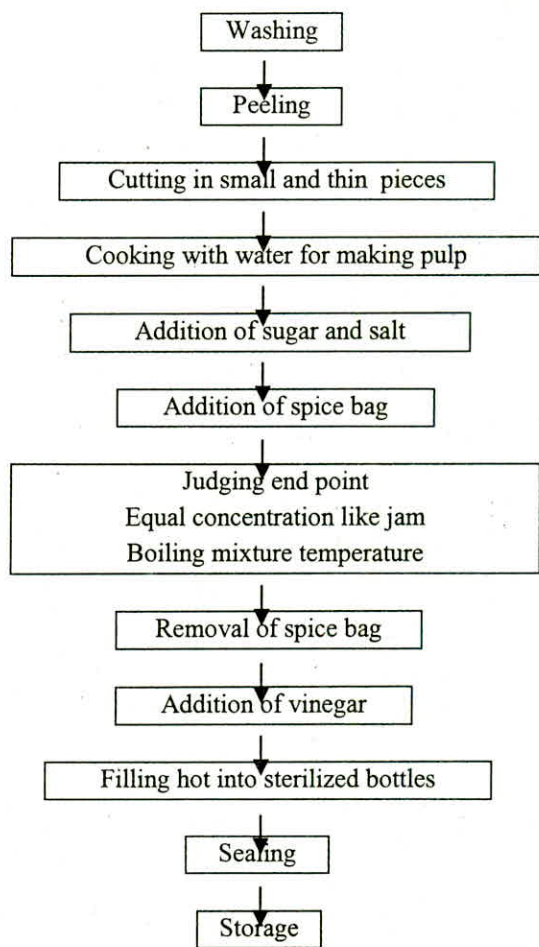 Washing
Peeling
Cutting in small and thin pieces
Cooking with water for making pulp
Addition of sugar and salt
Addition of spice bag
Judging end point
Equal concentration like jam
Boiling mixture temperature
Removal of spice bag
Addition of vinegar
Filling hot into sterilized bottles
Sealing
Storage